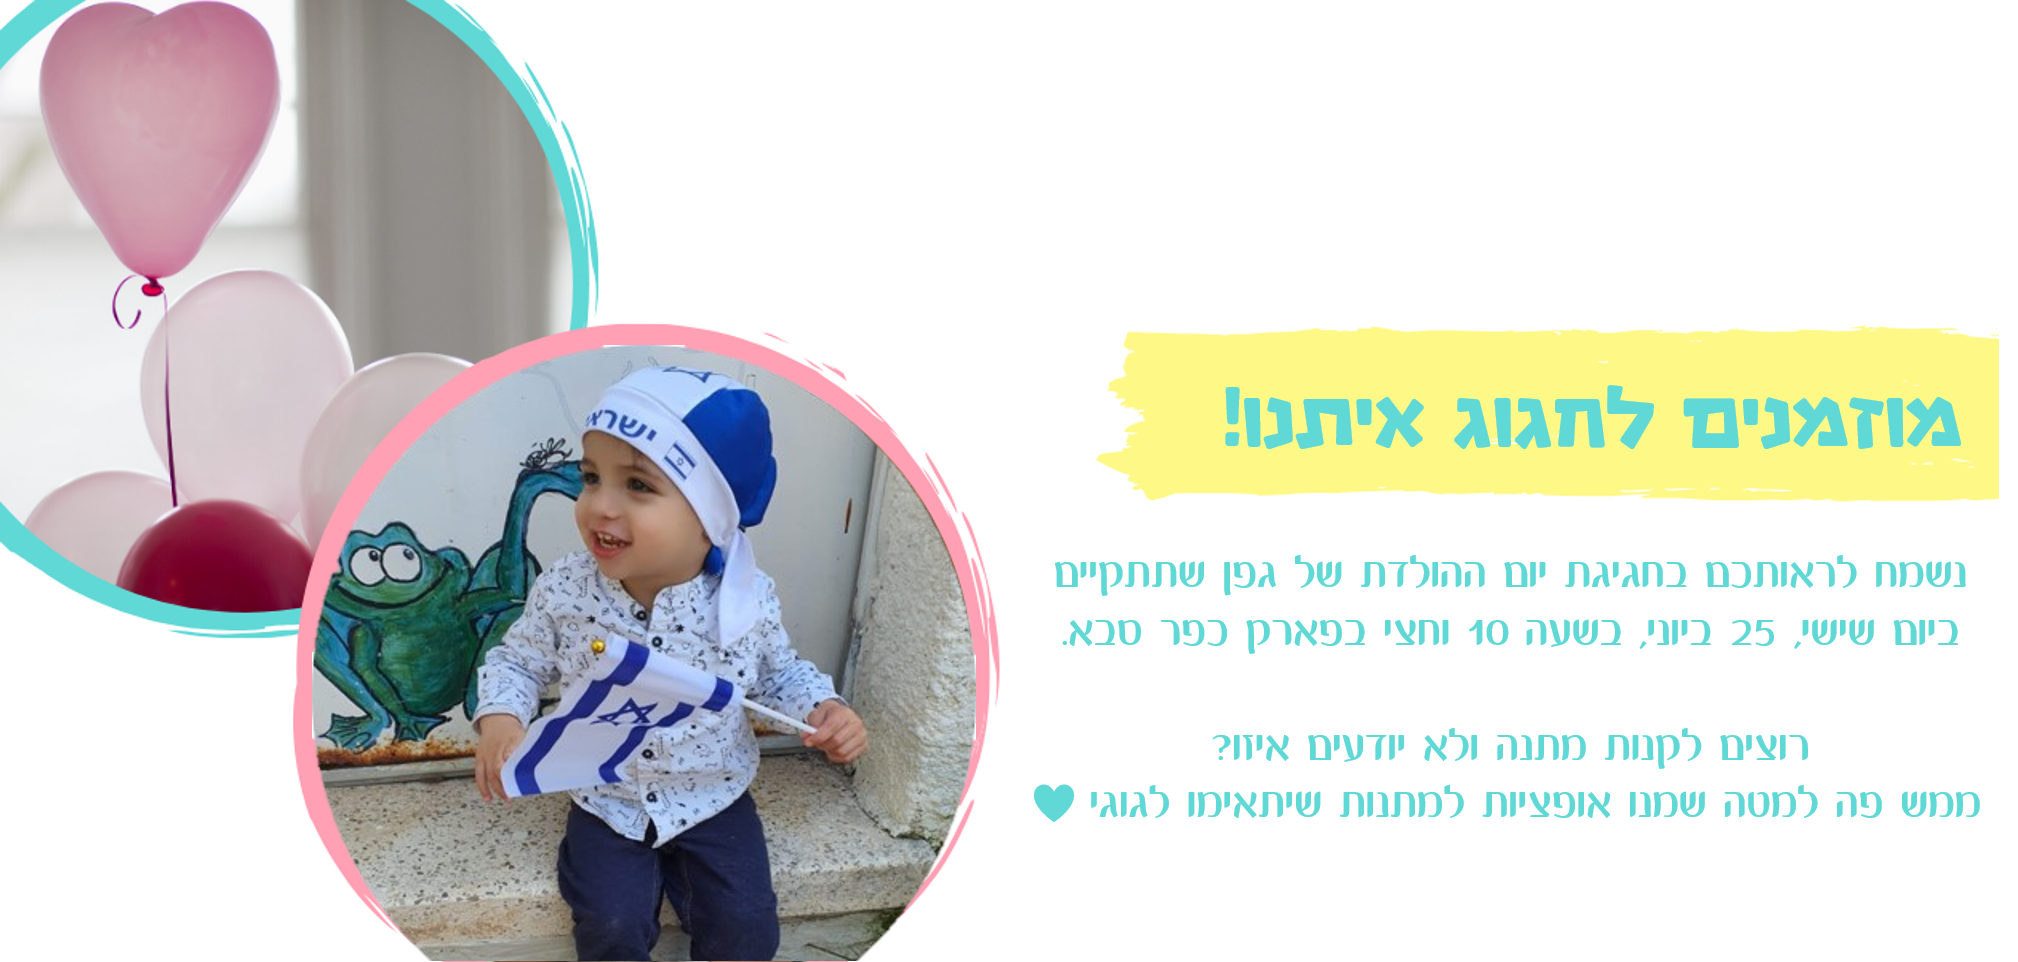 מוזמנים לחגוג איתנו!
נשמח לראותכם בחגיגת יום ההולדת של גפן שתתקיים
ביום שישי, 25 ביוני, בשעה 10 וחצי בפארק כפר סבא.
רוצים לקנות מתנה ולא יודעים איזו?
ממש פה למטה שמנו אופציות למתנות שיתאימו לגוגי